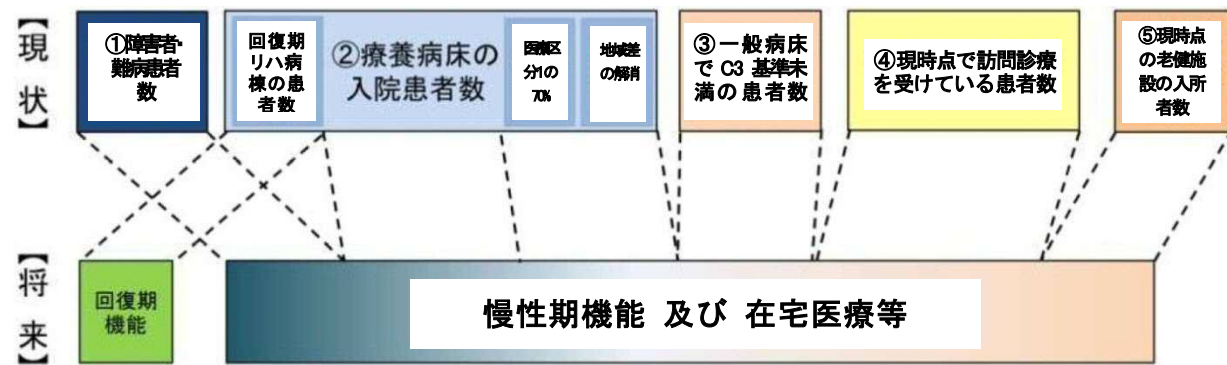 【現状】
①障害者・
難病患者
数
回復期
リハ病
棟の患
者数
②療養病床の
入院患者数
医療区
分1の
70%
地域差
の解消
③一般病床
で C3 基準未
満の患者数
④現時点で訪問診療
を受けている患者数
⑤現時点
の老健施
設の入所
者数
【将来】
回復期
機能
慢性期機能 及び 在宅医療等